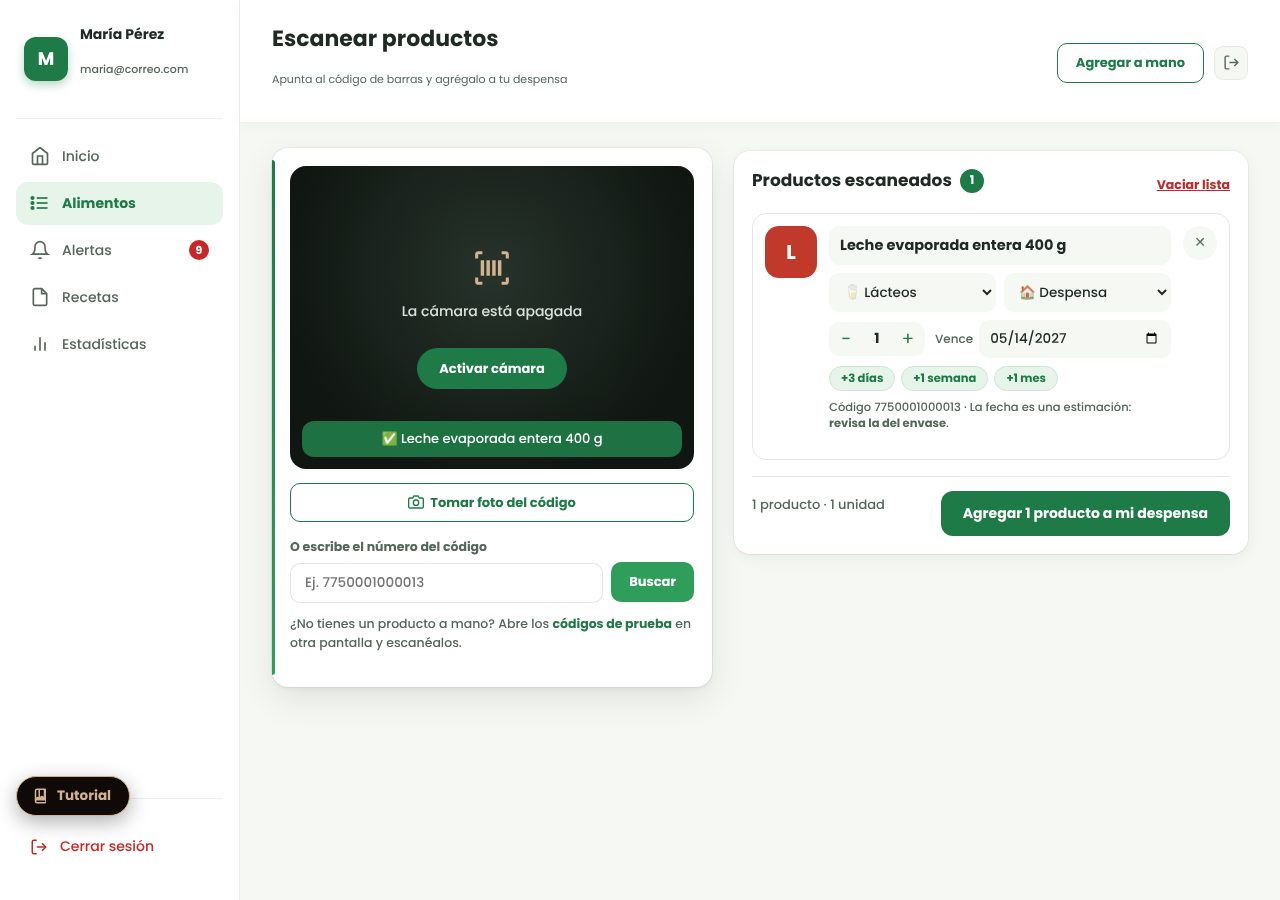 M
María Pérez
maria@correo.com
Inicio
Alimentos
Alertas
9
Recetas
Estadísticas
Tutorial
Cerrar sesión
Escanear productos
Apunta al código de barras y agrégalo a tu despensa
Agregar a mano
La cámara está apagada
Activar cámara
✅ Leche evaporada entera 400 g
Tomar foto del código
O escribe el número del código
Ej. 7750001000013
Buscar
¿No tienes un producto a mano? Abre los códigos de prueba en
otra pantalla y escanéalos.
Productos escaneados 1
Vaciar lista
L
Leche evaporada entera 400 g
×
🥛 Lácteos
🏠 Despensa
− 1 +
Vence
05/14/2027
+3 días
+1 semana
+1 mes
Código 7750001000013 · La fecha es una estimación:
revisa la del envase.
1 producto · 1 unidad
Agregar 1 producto a mi despensa